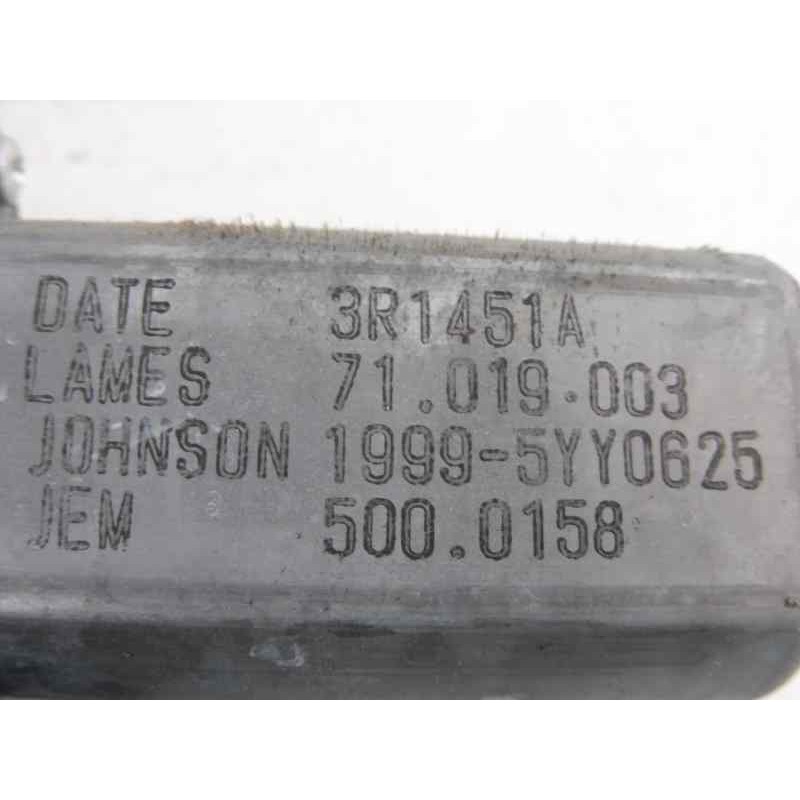 DATE 3R1451A
LAMES 71.019.003
JOHNSON 1999-5YY0625
JEM 500.0158